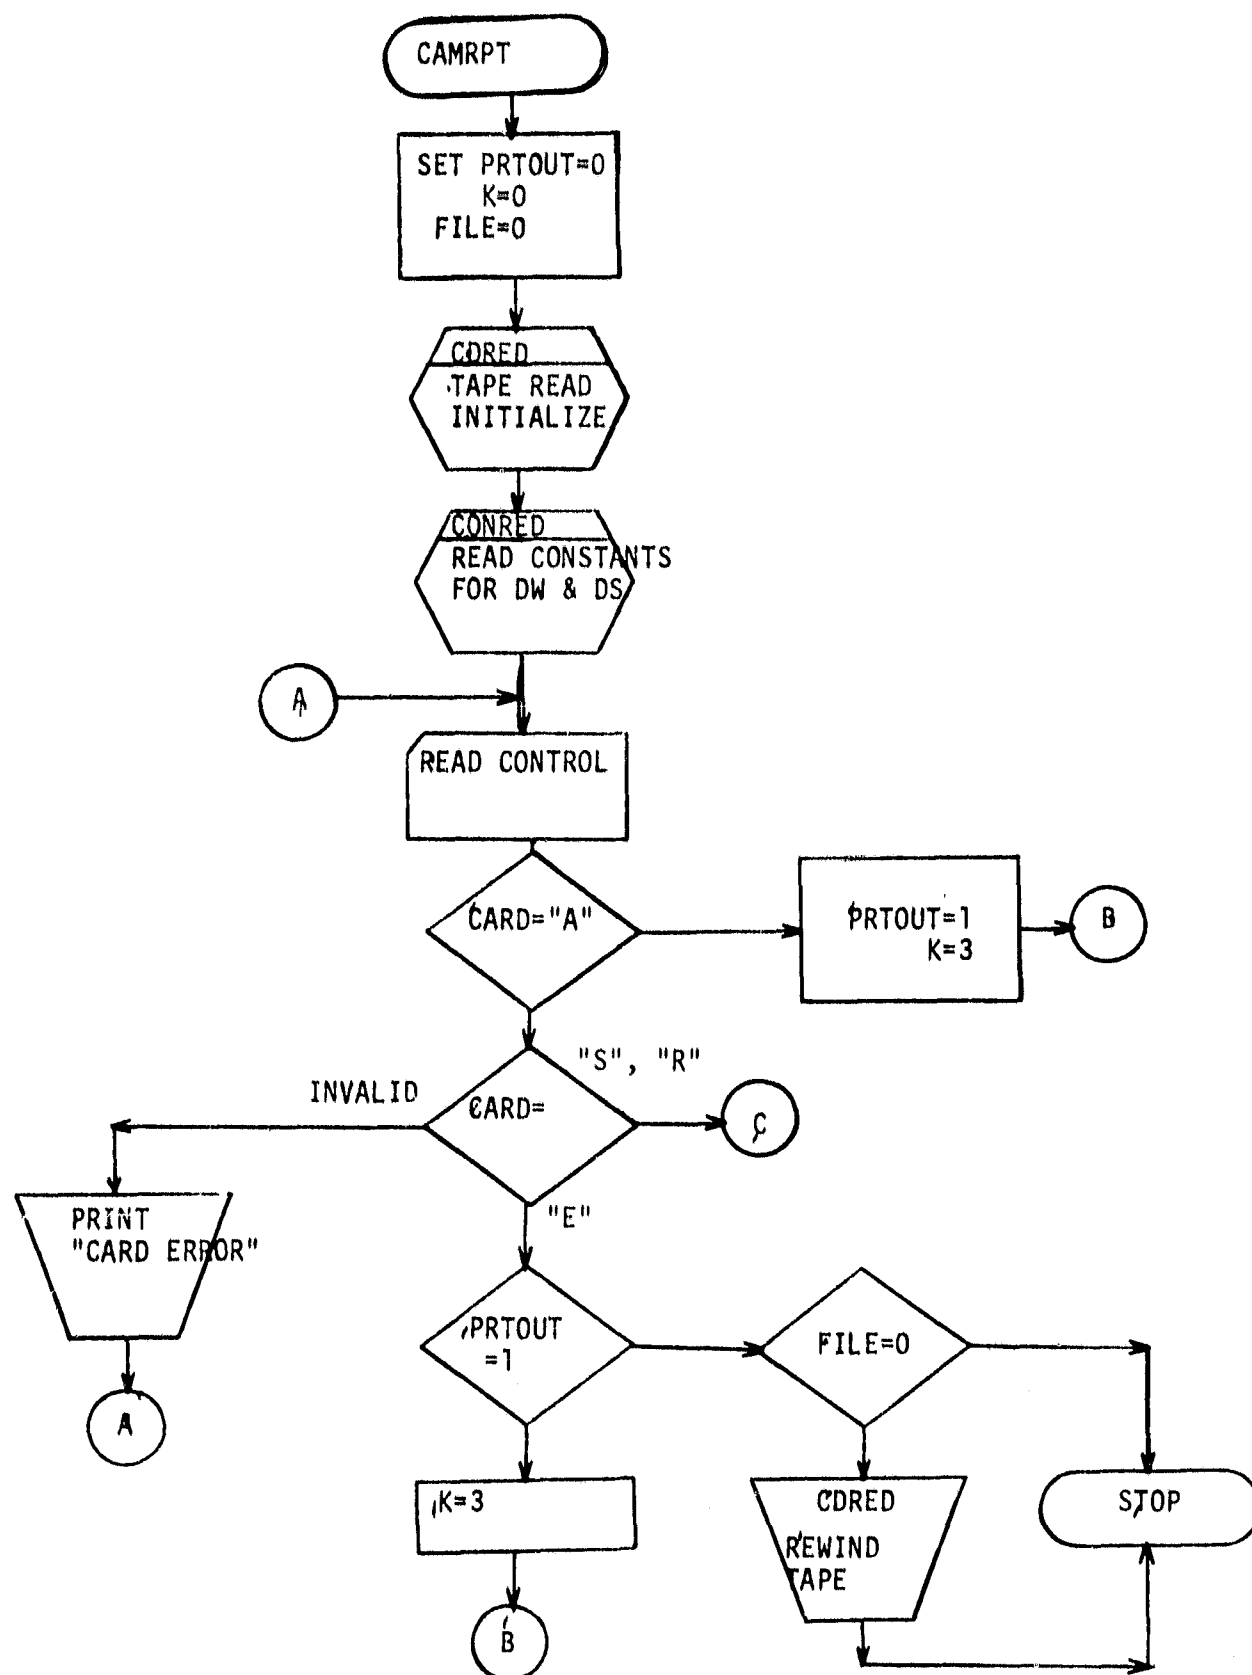 CAMRPT
SET PRTOUT=0
K=0
FILE=0
CDRED
TAPE READ
INITIALIZE
CONRED
READ CONSTANTS
FOR DW & DS
A
READ CONTROL
CARD="A"
PRTOUT=1
K=3
B
"S", "R"
INVALID
CARD=
C
"E"
PRINT
"CARD ERROR"
A
PRTOUT
=1
FILE=0
K=3
CDRED
REWIND
TAPE
STOP
B